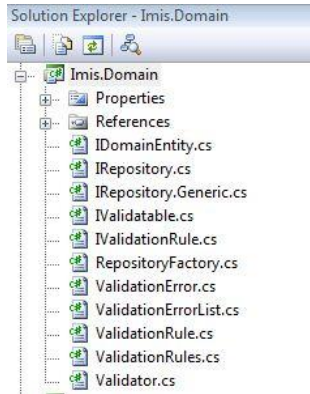 Solution Explorer - Imis.Domain
Imis.Domain
Properties
References
IDomainEntity.cs
IRepository.cs
IRepository.Generic.cs
IValidatable.cs
IValidationRule.cs
RepositoryFactory.cs
ValidationError.cs
ValidationErrorList.cs
ValidationRule.cs
ValidationRules.cs
Validator.cs